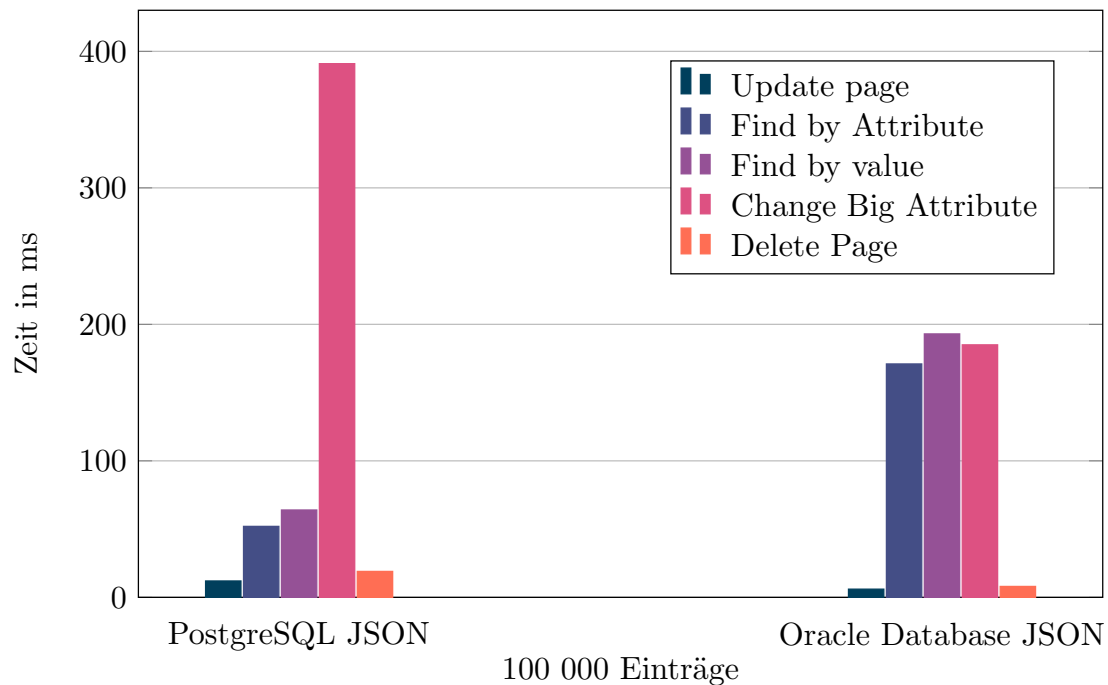 400
300
200
100
0
Zeit in ms
Update page
Find by Attribute
Find by value
Change Big Attribute
Delete Page
PostgreSQL JSON
Oracle Database JSON
100 000 Einträge